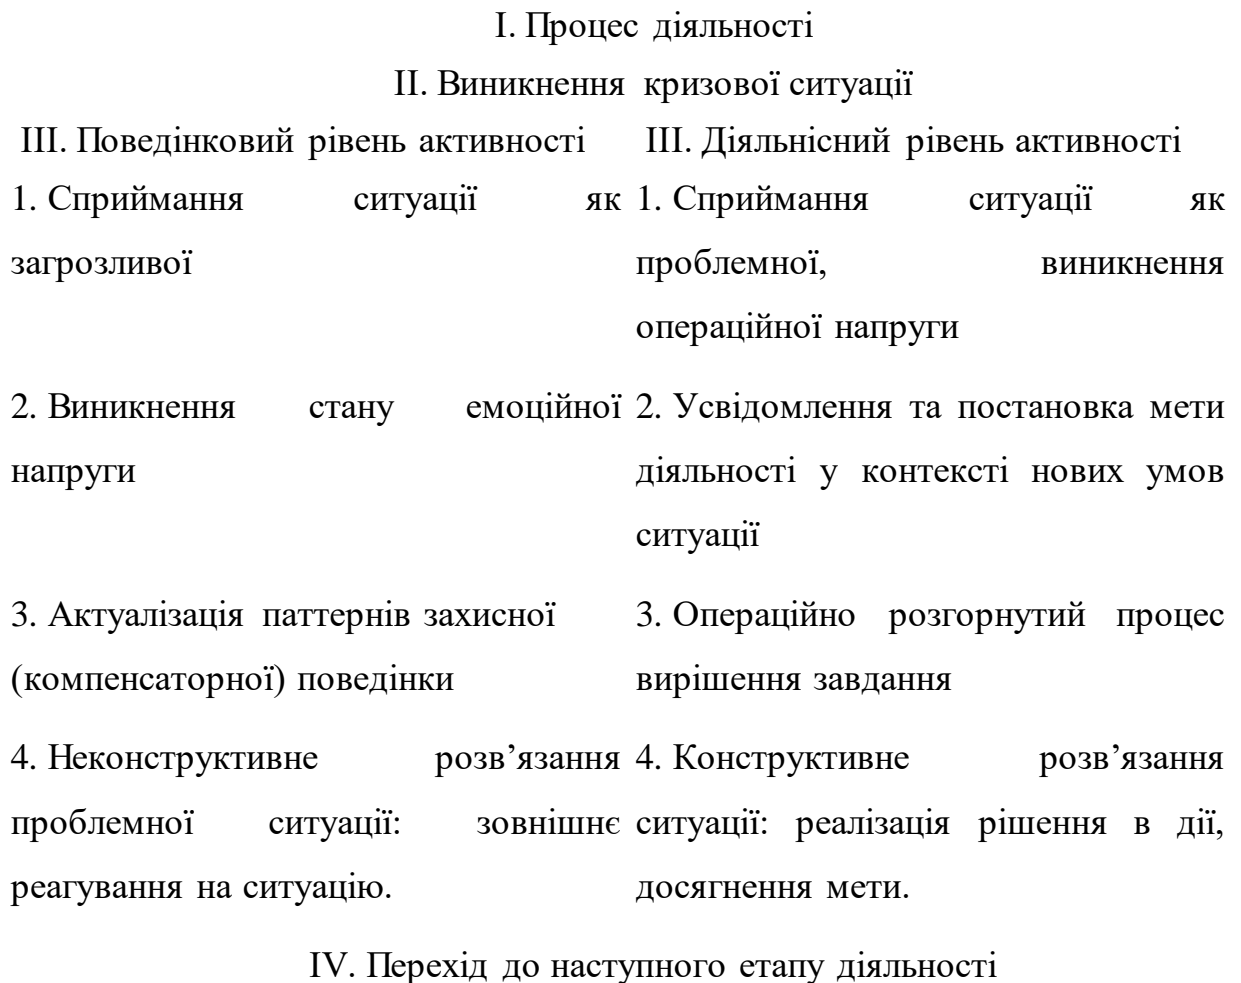 I. Процес діяльності
II. Виникнення кризової ситуації
III. Поведінковий рівень активності
1. Сприймання ситуації як
загрозливої
2. Виникнення стану емоційної
напруги
3. Актуалізація паттернів захисної
(компенсаторної) поведінки
4. Неконструктивне розв’язання
проблемної ситуації: зовнішнє
реагування на ситуацію.
III. Діяльнісний рівень активності
1. Сприймання ситуації як
проблемної, виникнення
операційної напруги
2. Усвідомлення та постановка мети
діяльності у контексті нових умов
ситуації
3. Операційно розгорнутий процес
вирішення завдання
4. Конструктивне розв’язання
ситуації: реалізація рішення в дії,
досягнення мети.
IV. Перехід до наступного етапу діяльності